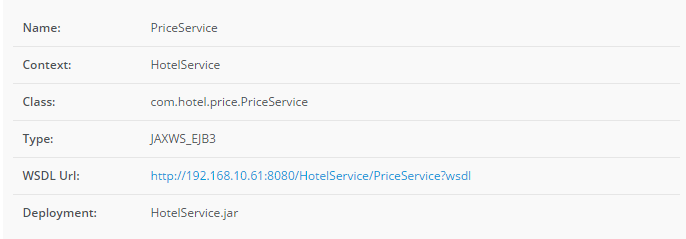 Name: PriceService
Context: HotelService
Class: com.hotel.price.PriceService
Type: JAXWS_EJB3
WSDL Url: http://192.168.10.61:8080/HotelService/PriceService?wsdl
Deployment: HotelService.jar